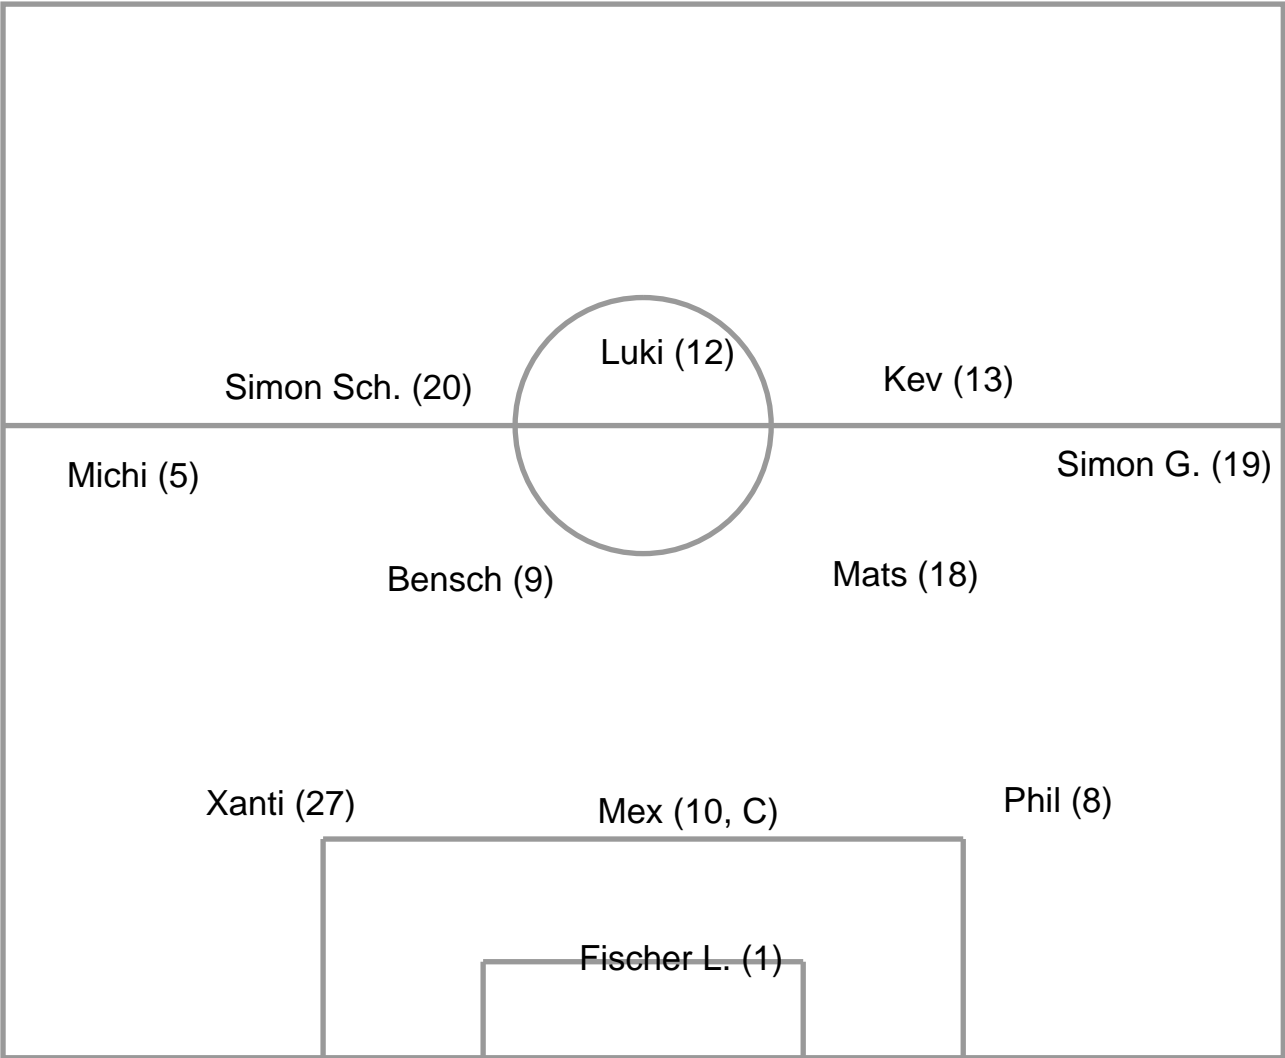 Luki (12)
Kev (13)
Simon Sch. (20)
Simon G. (19)
Michi (5)
Mats (18)
Bensch (9)
Phil (8)
Xanti (27)
Mex (10, C)
Fischer L. (1)